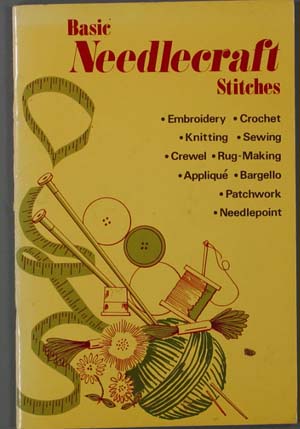 Basic
Needlecraft
Stitches
• Embroidery • Crochet
• Knitting • Sewing
• Crewel • Rug-Making
• Appliqué • Bargello
• Patchwork
• Needlepoint